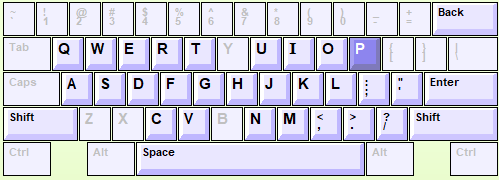 ~ ` ! 1 @ 2 # 3 $ 4 % 5 ^ 6 & 7 * 8 ( 9 ) 0 _ - + = Back
Tab Q W E R T Y U I O P { [ } ] | \
Caps A S D F G H J K L : ; " ' Enter
Shift Z X C V B N M < , > . ? / Shift
Ctrl Alt Space Alt Ctrl